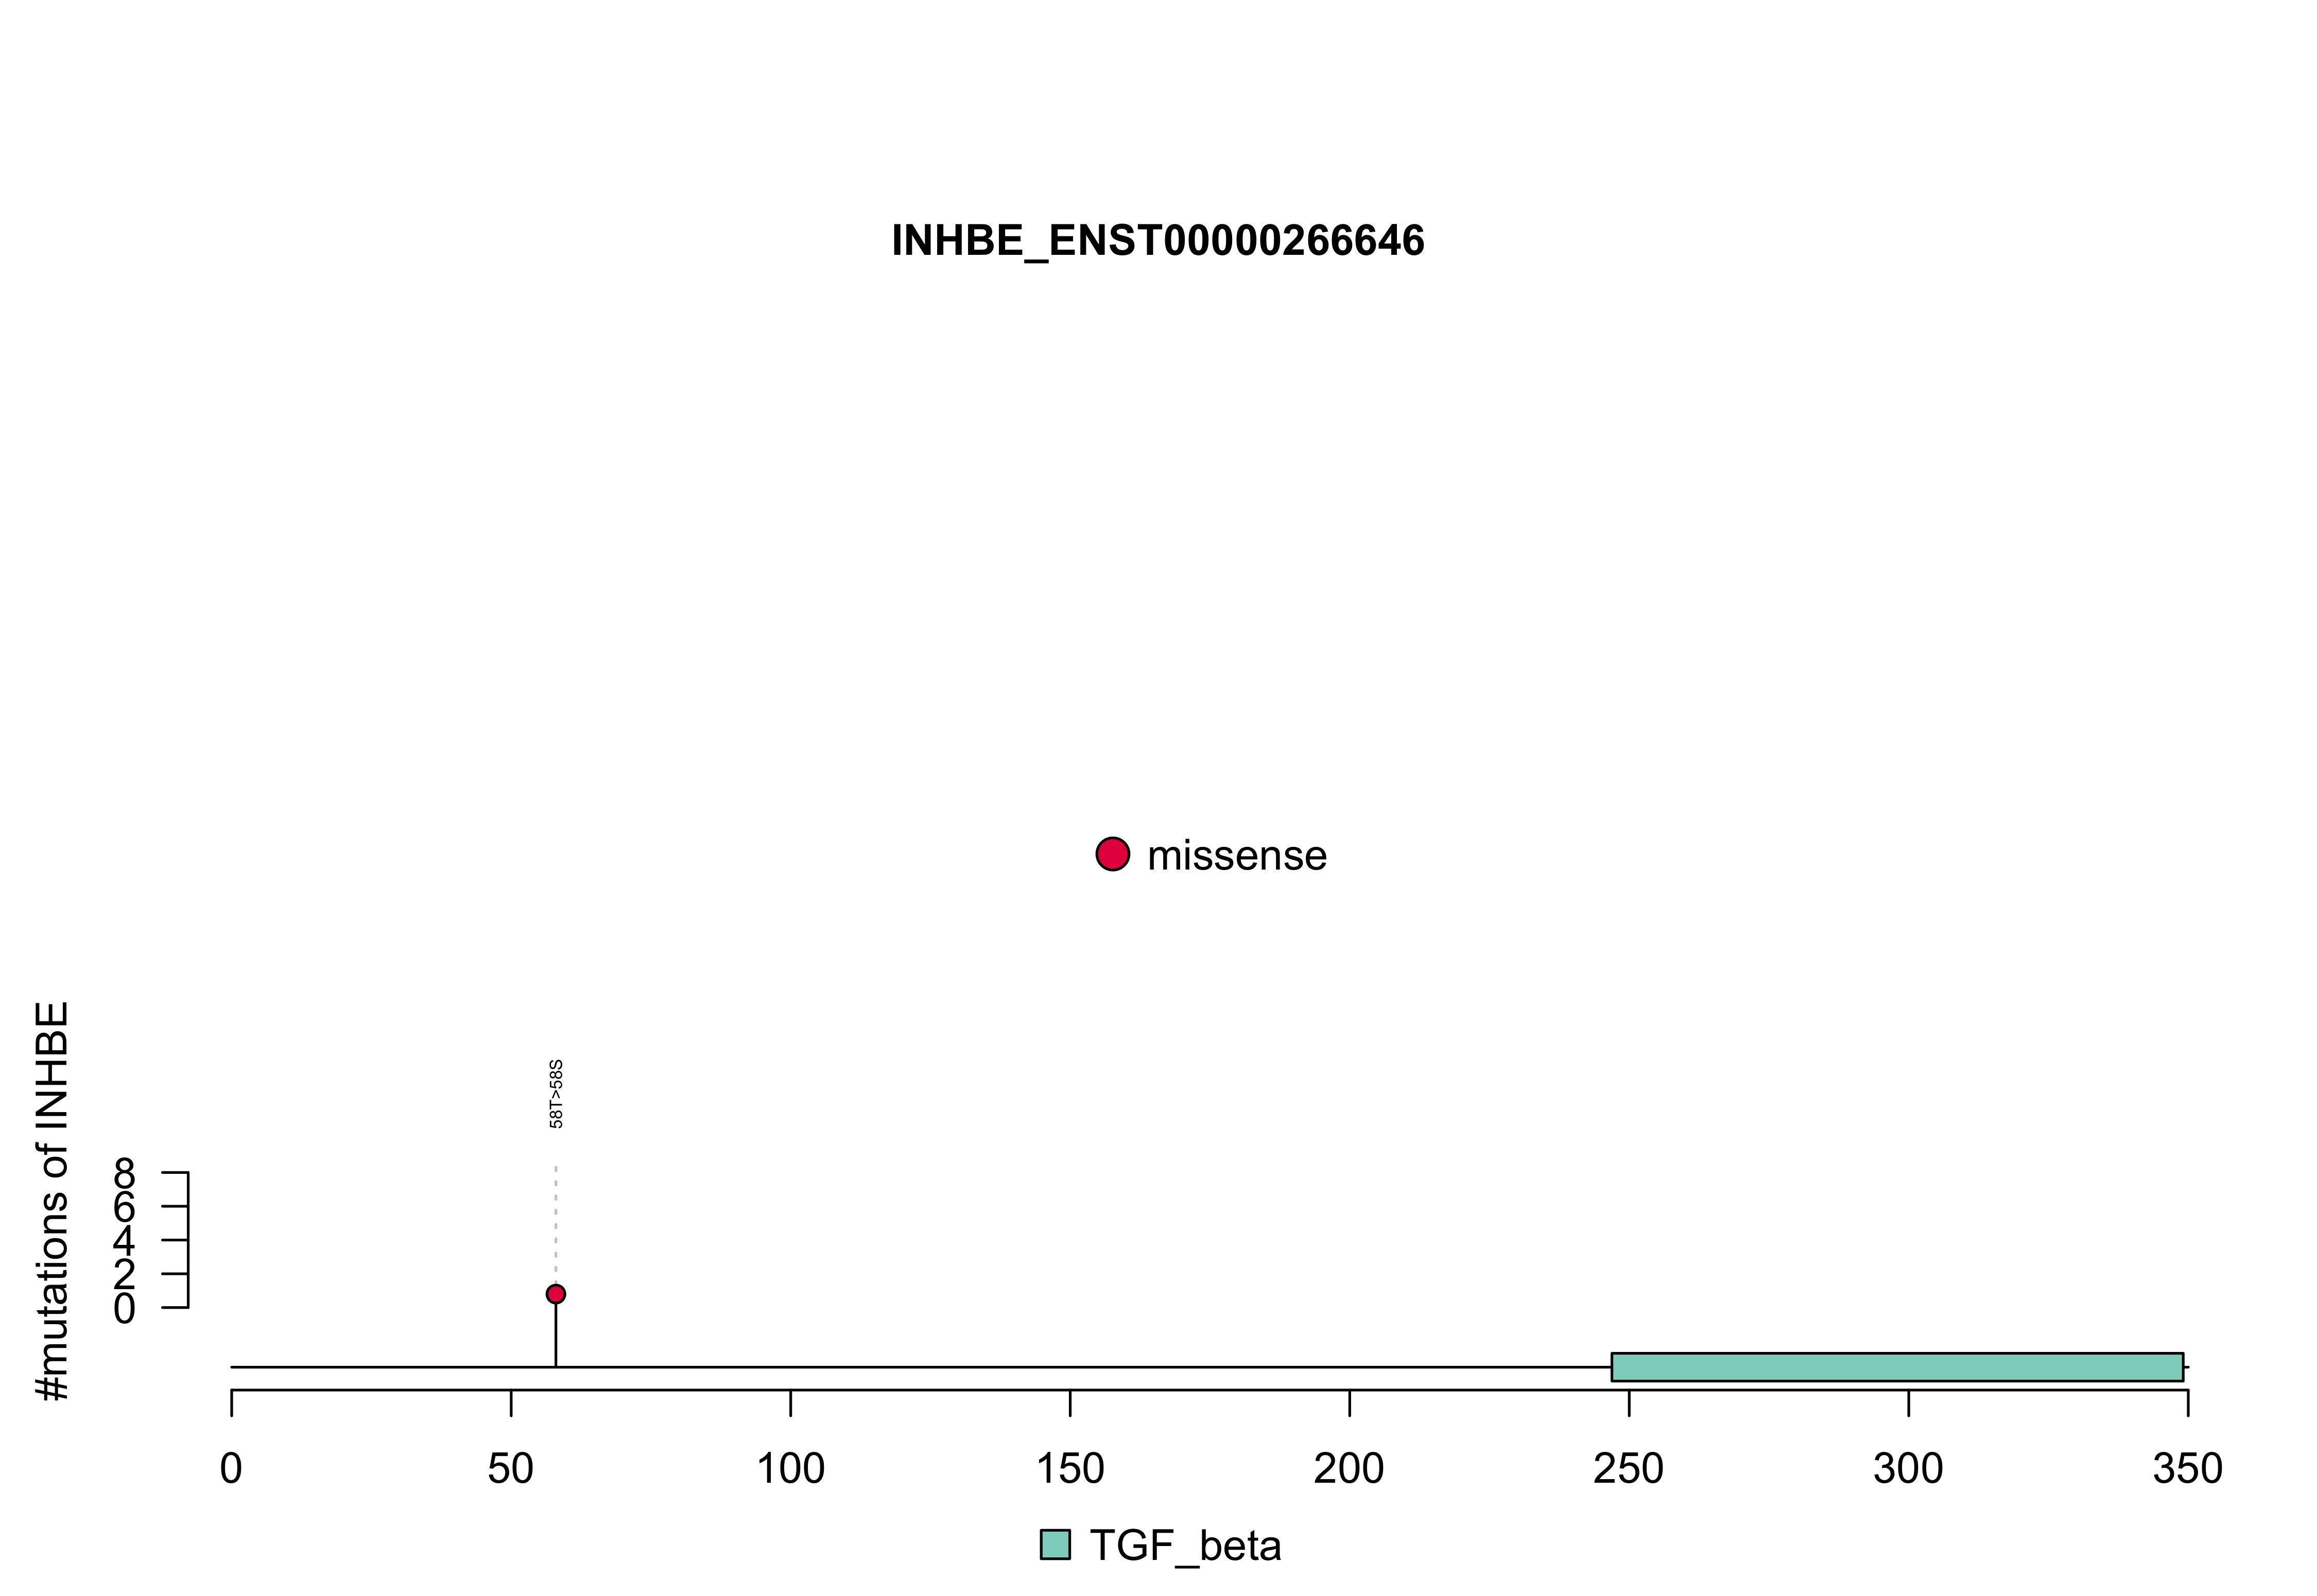 INHBE_ENST00000266646
missense
#mutations of INHBE
58T>58S
8
6
4
2
0
0 50 100 150 200 250 300 350
TGF_beta